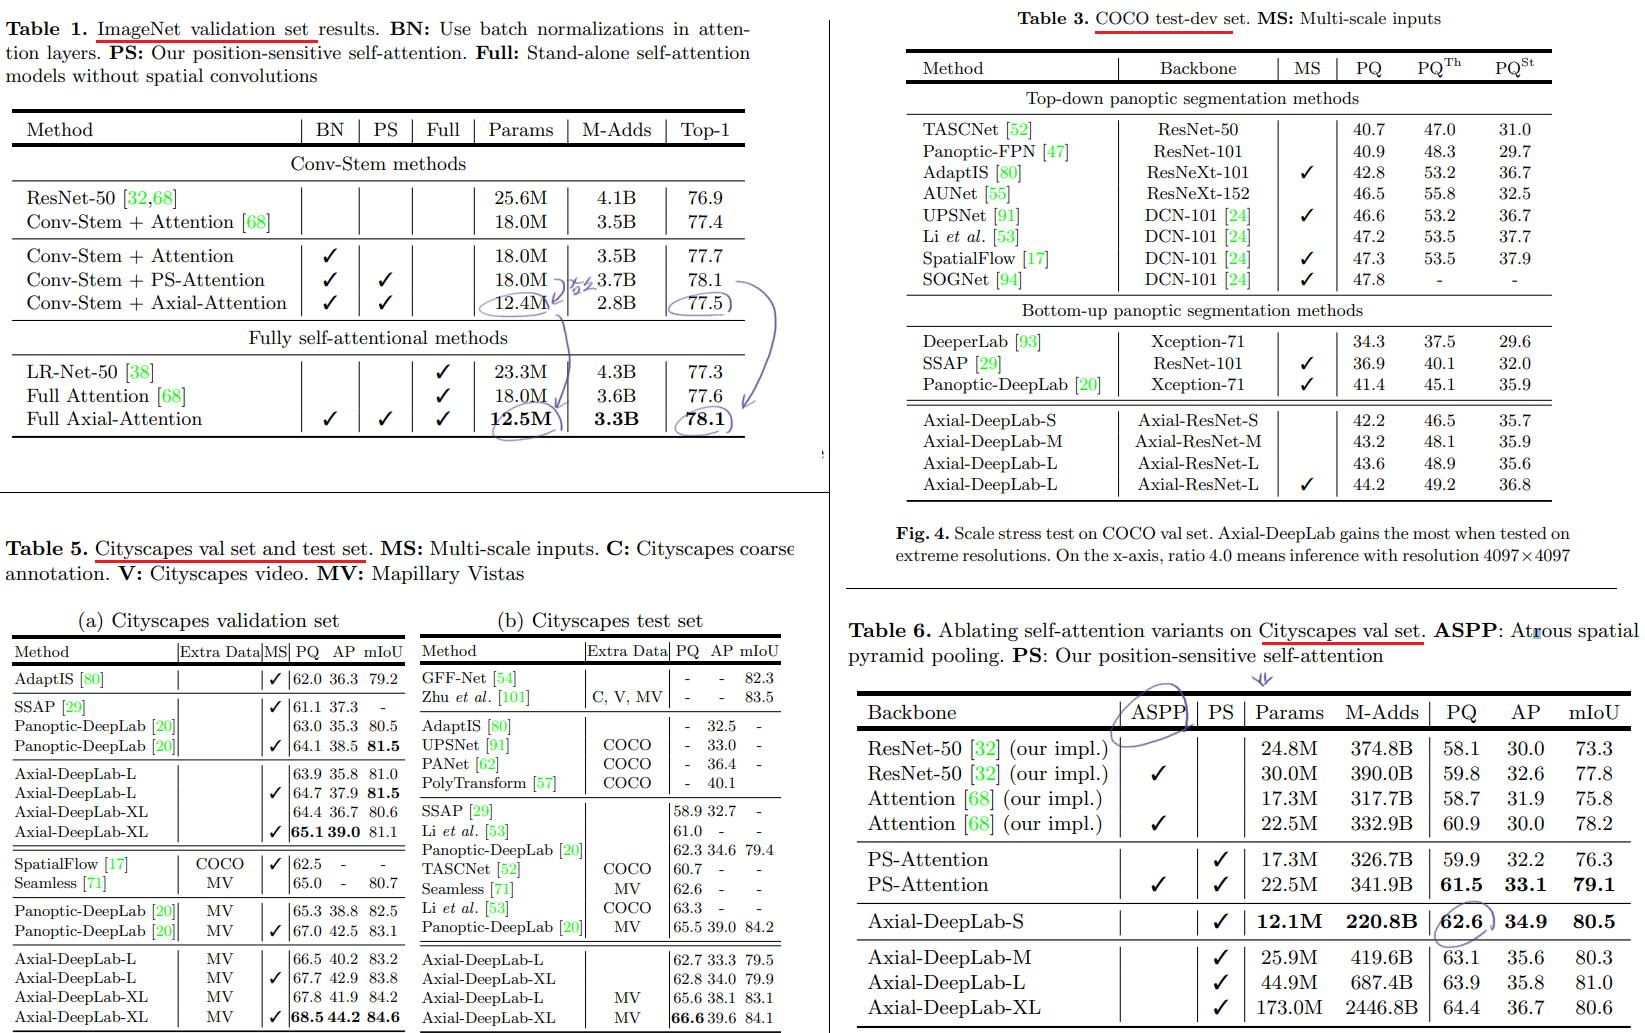 Table 1. ImageNet validation set results. BN: Use batch normalizations in atten-
tion layers. PS: Our position-sensitive self-attention. Full: Stand-alone self-attention
models without spatial convolutions
Method BN PS Full Params M-Adds Top-1
Conv-Stem methods
ResNet-50 [32,68] 25.6M 4.1B 76.9
Conv-Stem + Attention [68] 18.0M 3.5B 77.4
Conv-Stem + Attention ✓ 18.0M 3.5B 77.7
Conv-Stem + PS-Attention ✓ ✓ 18.0M 감소 3.7B 78.1
Conv-Stem + Axial-Attention ✓ ✓ 12.4M 2.8B 77.5
Fully self-attentional methods
LR-Net-50 [38] ✓ 23.3M 4.3B 77.3
Full Attention [68] ✓ 18.0M 3.6B 77.6
Full Axial-Attention ✓ ✓ ✓ 12.5M 3.3B 78.1
Table 3. COCO test-dev set. MS: Multi-scale inputs
Method Backbone MS PQ PQTh PQSt
Top-down panoptic segmentation methods
TASCNet [52] ResNet-50 40.7 47.0 31.0
Panoptic-FPN [47] ResNet-101 40.9 48.3 29.7
AdaptIS [80] ResNeXt-101 ✓ 42.8 53.2 36.7
AUNet [55] ResNeXt-152 46.5 55.8 32.5
UPSNet [91] DCN-101 [24] ✓ 46.6 53.2 36.7
Li et al. [53] DCN-101 [24] 47.2 53.5 37.7
SpatialFlow [17] DCN-101 [24] ✓ 47.3 53.5 37.9
SOGNet [94] DCN-101 [24] ✓ 47.8 - -
Bottom-up panoptic segmentation methods
DeeperLab [93] Xception-71 34.3 37.5 29.6
SSAP [29] ResNet-101 ✓ 36.9 40.1 32.0
Panoptic-DeepLab [20] Xception-71 ✓ 41.4 45.1 35.9
Axial-DeepLab-S Axial-ResNet-S 42.2 46.5 35.7
Axial-DeepLab-M Axial-ResNet-M 43.2 48.1 35.9
Axial-DeepLab-L Axial-ResNet-L 43.6 48.9 35.6
Axial-DeepLab-L Axial-ResNet-L ✓ 44.2 49.2 36.8
Fig. 4. Scale stress test on COCO val set. Axial-DeepLab gains the most when tested on
extreme resolutions. On the x-axis, ratio 4.0 means inference with resolution 4097×4097
Table 5. Cityscapes val set and test set. MS: Multi-scale inputs. C: Cityscapes coarse
annotation. V: Cityscapes video. MV: Mapillary Vistas
(a) Cityscapes validation set
Method Extra Data MS PQ AP mIoU
AdaptIS [80] ✓ 62.0 36.3 79.2
SSAP [29] ✓ 61.1 37.3 -
Panoptic-DeepLab [20] 63.0 35.3 80.5
Panoptic-DeepLab [20] ✓ 64.1 38.5 81.5
Axial-DeepLab-L 63.9 35.8 81.0
Axial-DeepLab-L ✓ 64.7 37.9 81.5
Axial-DeepLab-XL 64.4 36.7 80.6
Axial-DeepLab-XL ✓ 65.1 39.0 81.1
SpatialFlow [17] COCO ✓ 62.5 - -
Seamless [71] MV 65.0 - 80.7
Panoptic-DeepLab [20] MV 65.3 38.8 82.5
Panoptic-DeepLab [20] MV ✓ 67.0 42.5 83.1
Axial-DeepLab-L MV 66.5 40.2 83.2
Axial-DeepLab-L MV ✓ 67.7 42.9 83.8
Axial-DeepLab-XL MV 67.8 41.9 84.2
Axial-DeepLab-XL MV ✓ 68.5 44.2 84.6
(b) Cityscapes test set
Method Extra Data PQ AP mIoU
GFF-Net [54] - - 82.3
Zhu et al. [101] C, V, MV - - 83.5
AdaptIS [80] - 32.5 -
UPSNet [91] COCO - 33.0 -
PANet [62] COCO - 36.4 -
PolyTransform [57] COCO - 40.1
SSAP [29] 58.9 32.7 -
Li et al. [53] 61.0 - -
Panoptic-DeepLab [20] 62.3 34.6 79.4
TASCNet [52] COCO 60.7 - -
Seamless [71] MV 62.6 - -
Li et al. [53] COCO 63.3 - -
Panoptic-DeepLab [20] MV 65.5 39.0 84.2
Axial-DeepLab-L 62.7 33.3 79.5
Axial-DeepLab-XL 62.8 34.0 79.9
Axial-DeepLab-L MV 65.6 38.1 83.1
Axial-DeepLab-XL MV 66.6 39.6 84.1
Table 6. Ablating self-attention variants on Cityscapes val set. ASPP: Atrous spatial
pyramid pooling. PS: Our position-sensitive self-attention
Backbone ASPP PS Params M-Adds PQ AP mIoU
ResNet-50 [32] (our impl.) 24.8M 374.8B 58.1 30.0 73.3
ResNet-50 [32] (our impl.) ✓ 30.0M 390.0B 59.8 32.6 77.8
Attention [68] (our impl.) 17.3M 317.7B 58.7 31.9 75.8
Attention [68] (our impl.) ✓ 22.5M 332.9B 60.9 30.0 78.2
PS-Attention ✓ 17.3M 326.7B 59.9 32.2 76.3
PS-Attention ✓ ✓ 22.5M 341.9B 61.5 33.1 79.1
Axial-DeepLab-S ✓ 12.1M 220.8B 62.6 34.9 80.5
Axial-DeepLab-M ✓ 25.9M 419.6B 63.1 35.6 80.3
Axial-DeepLab-L ✓ 44.9M 687.4B 63.9 35.8 81.0
Axial-DeepLab-XL ✓ 173.0M 2446.8B 64.4 36.7 80.6